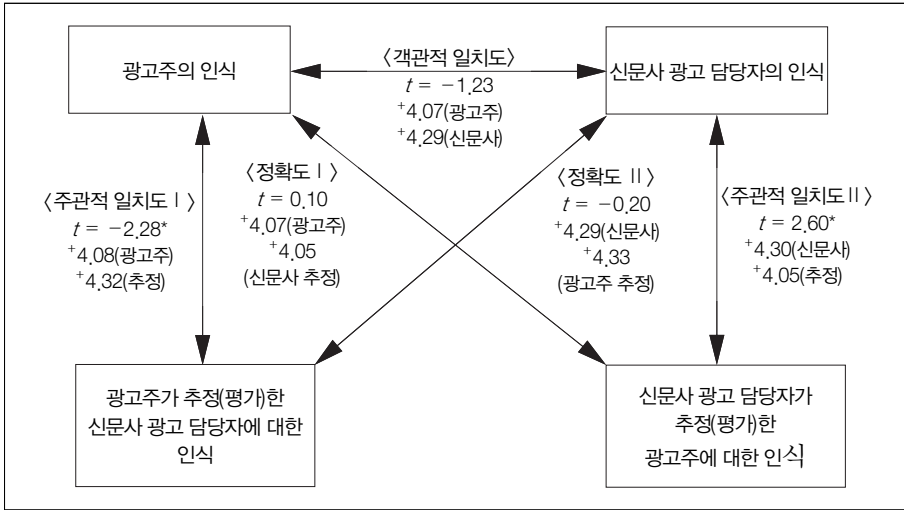 광고주의 인식
〈객관적 일치도〉
t = −1.23
+4.07(광고주)
+4.29(신문사)
신문사 광고 담당자의 인식
〈주관적 일치도Ⅰ〉
t = −2.28*
+4.08(광고주)
+4.32(추정)
〈정확도Ⅰ〉
t = 0.10
+4.07(광고주)
+4.05
(신문사 추정)
〈정확도 Ⅱ〉
t = −0.20
+4.29(신문사)
+4.33
(광고주 추정)
〈주관적 일치도Ⅱ〉
t = 2.60*
+4.30(신문사)
+4.05(추정)
광고주가 추정(평가)한
신문사 광고 담당자에 대한
인식
신문사 광고 담당자가
추정(평가)한
광고주에 대한 인식